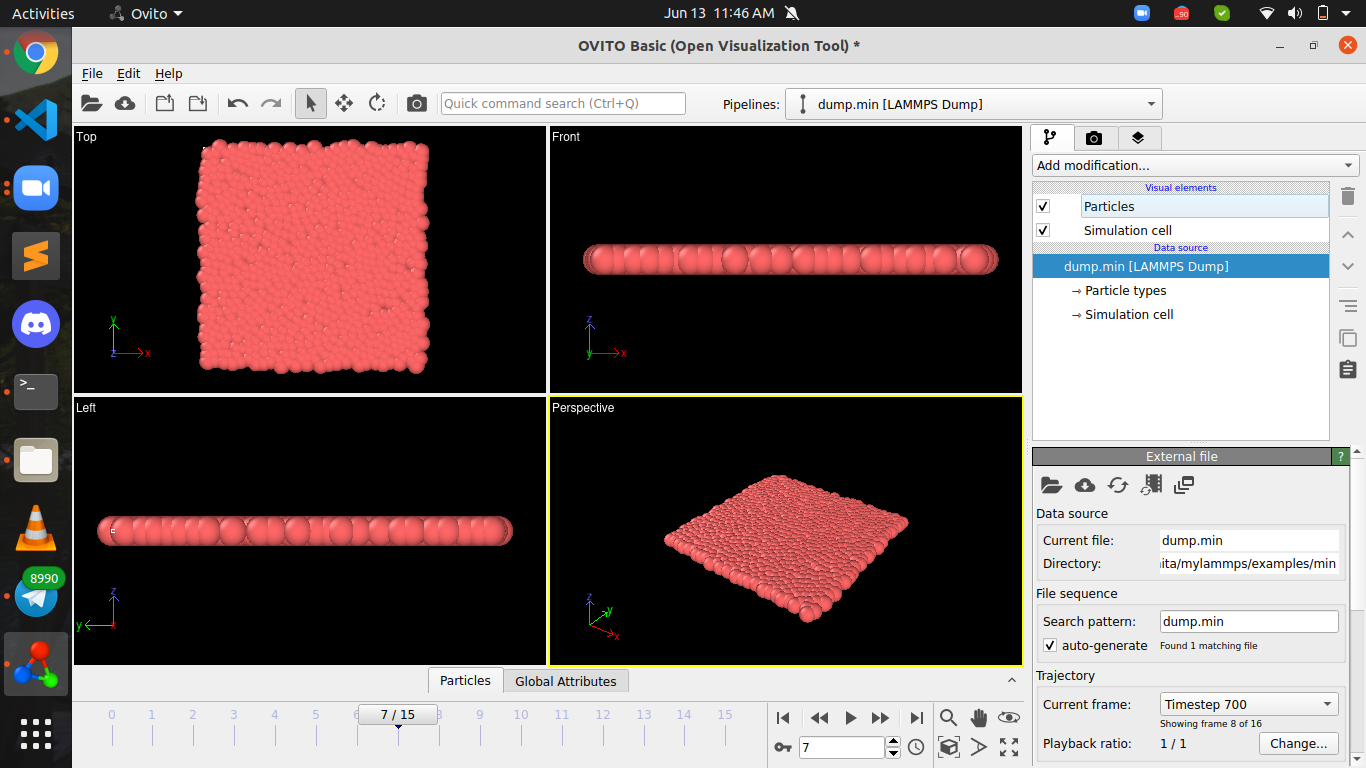 Activities Ovito Jun 13 11:46 AM .90
OVITO Basic (Open Visualization Tool) *
File Edit Help
Quick command search (Ctrl+Q) Pipelines: dump.min [LAMMPS Dump]
Top
y
z x
Front
z
y x
Left
z
y x
Perspective
z
y
x
Add modification...
Visual elements
Particles
Simulation cell
Data source
dump.min [LAMMPS Dump]
→ Particle types
→ Simulation cell
External file ?
Data source
Current file: dump.min
Directory: ita/mylammps/examples/min
File sequence
Search pattern: dump.min
auto-generate Found 1 matching file
Trajectory
Current frame: Timestep 700
Showing frame 8 of 16
Playback ratio: 1 / 1 Change...
Particles Global Attributes
0 1 2 3 4 5 6 7 / 15 8 9 10 11 12 13 14 15
7
>_
8990